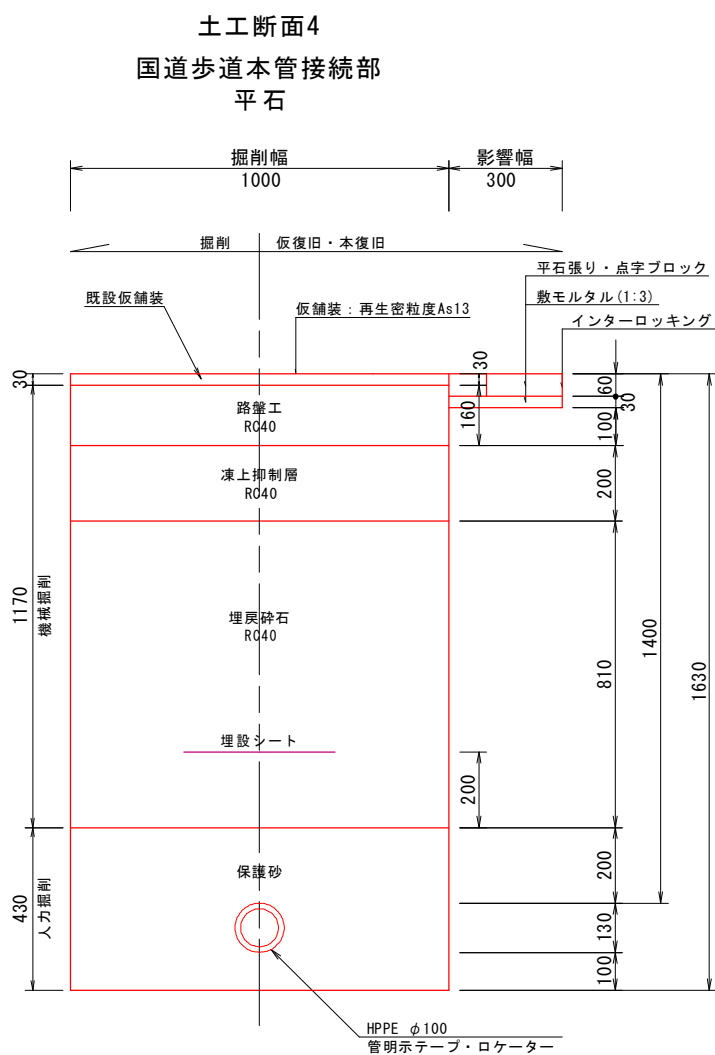 土工断面4
国道歩道本管接続部
平石
掘削幅
1000
影響幅
300
掘削
仮復旧・本復旧
平石張り・点字ブロック
敷モルタル(1:3)
インターロッキング
既設仮舗装
仮舗装：再生密粒度As13
30
30
60
30
160
100
路盤工
RC40
200
凍上抑制層
RC40
1170
機械掘削
埋戻砕石
RC40
810
1400
1630
埋設シート
200
430
人力掘削
保護砂
200
130
100
HPPE φ100
管明示テープ・ロケーター